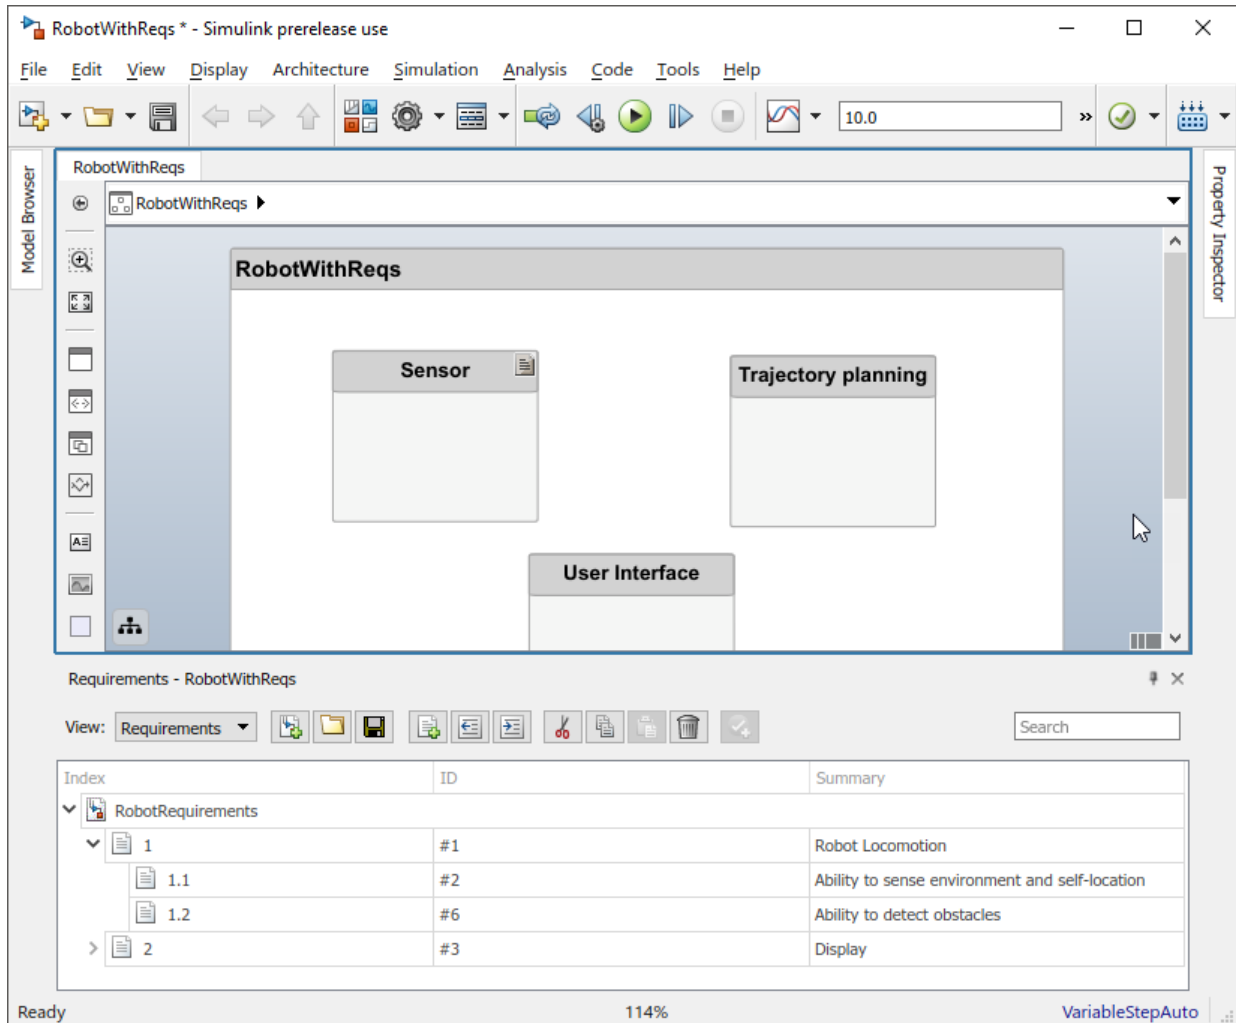 RobotWithReqs * - Simulink prerelease use
File Edit View Display Architecture Simulation Analysis Code Tools Help
10.0
Model Browser
RobotWithReqs
RobotWithReqs
Property Inspector
RobotWithReqs
Sensor
Trajectory planning
User Interface
Requirements - RobotWithReqs
View: Requirements Search
Index ID Summary
RobotRequirements
1 #1 Robot Locomotion
1.1 #2 Ability to sense environment and self-location
1.2 #6 Ability to detect obstacles
2 #3 Display
Ready 114% VariableStepAuto